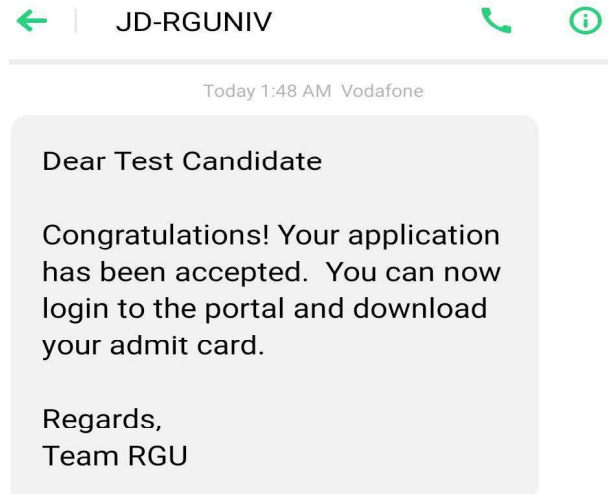 JD-RGUNIV
Today 1:48 AM Vodafone
Dear Test Candidate
Congratulations! Your application
has been accepted.  You can now
login to the portal and download
your admit card.
Regards,
Team RGU